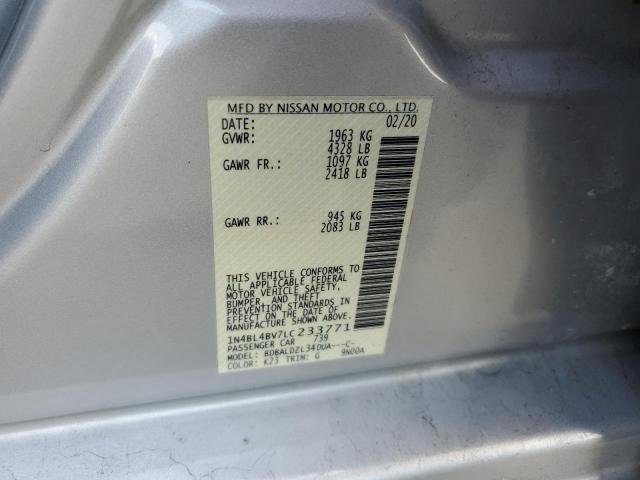 MFD BY NISSAN MOTOR CO., LTD.
DATE: 02/20
GVWR: 1963 KG
4328 LB
GAWR FR.: 1097 KG
2418 LB
GAWR RR.: 945 KG
2083 LB
THIS VEHICLE CONFORMS TO
ALL APPLICABLE FEDERAL
MOTOR VEHICLE SAFETY,
BUMPER, AND THEFT
PREVENTION STANDARDS IN
EFFECT ON THE DATE OF
MANUFACTURE SHOWN ABOVE.
1N4BL4BV7LC233771
PASSENGER CAR 739
MODEL: BDBALDZL34DUA---C-
COLOR: K23 TRIM: G 9N00A